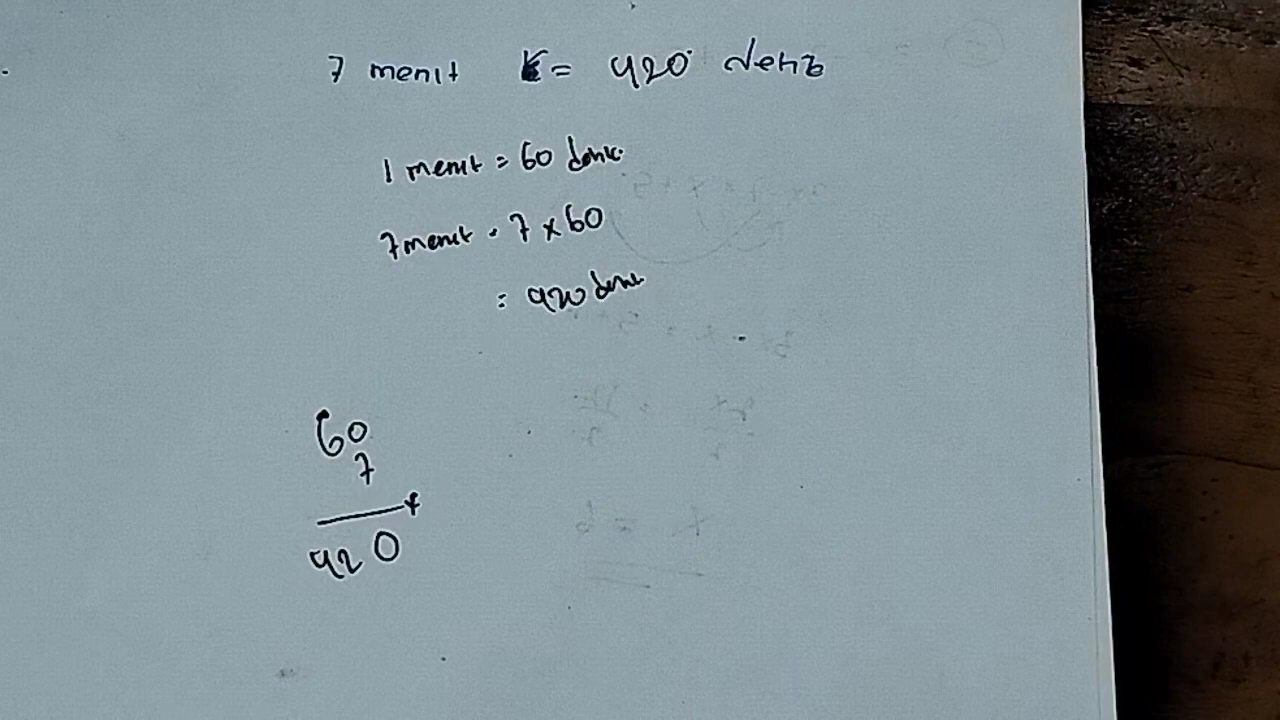 7 menit = 420 detik
1 menit = 60 detik
7 menit = 7 x 60
= 420 detik
60
7
x
420